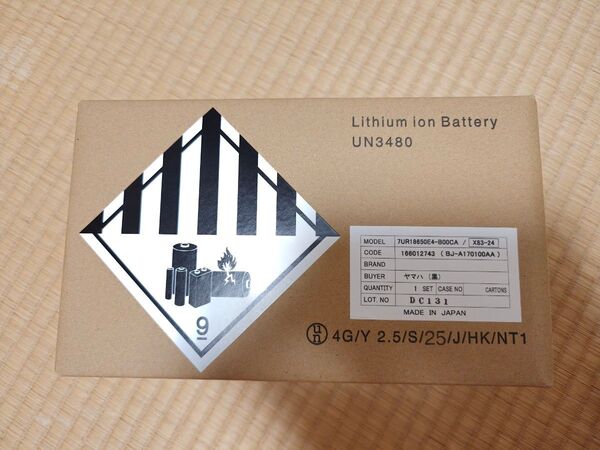 Lithium ion Battery
UN3480
MODEL 7UR18650E4-B00CA / X83-24
CODE 166012743 ( BJ-A170100AA )
BRAND
BUYER ヤマハ (黒)
QUANTITY 1 SET CASE NO CARTONS
LOT. NO DC131
MADE IN JAPAN
9
un 4G/Y 2.5/S/25/J/HK/NT1